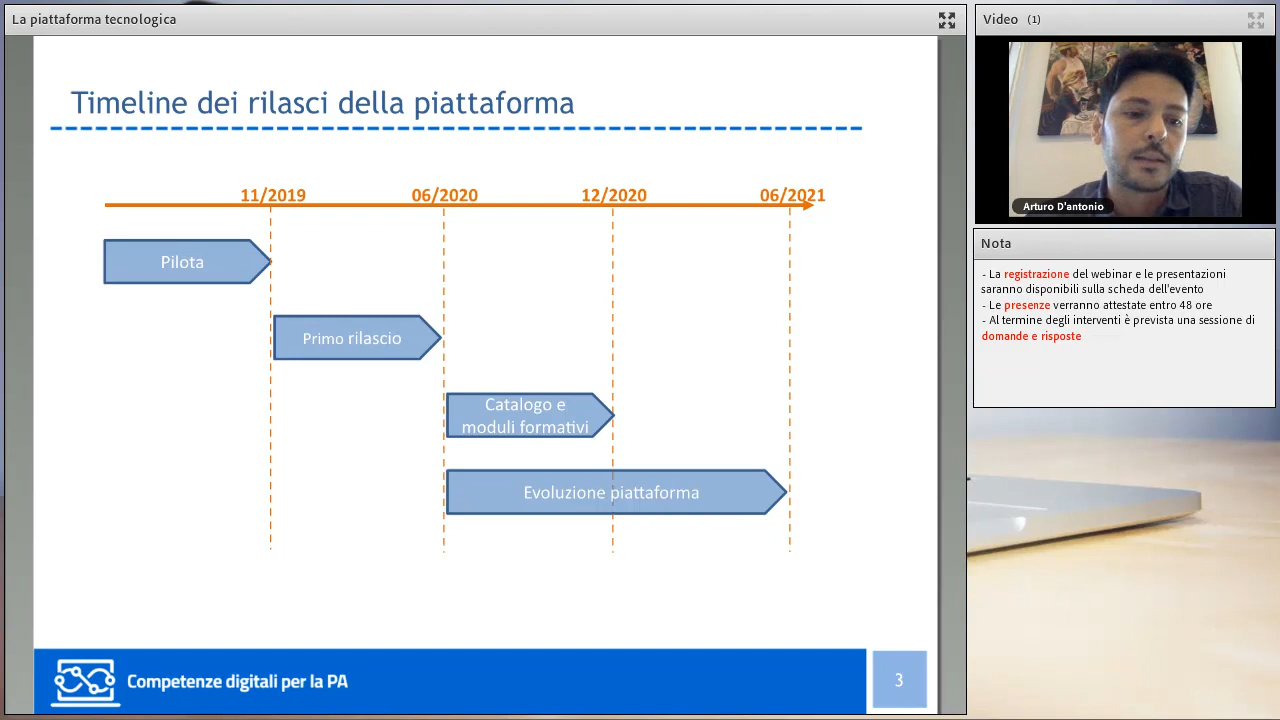 La piattaforma tecnologica
Timeline dei rilasci della piattaforma
11/2019
06/2020
12/2020
06/2021
Pilota
Primo rilascio
Catalogo e
moduli formativi
Evoluzione piattaforma
Competenze digitali per la PA
3
Video (1)
Arturo D'antonio
Nota
- La registrazione del webinar e le presentazioni
saranno disponibili sulla scheda dell'evento
- Le presenze verranno attestate entro 48 ore
- Al termine degli interventi è prevista una sessione di
domande e risposte